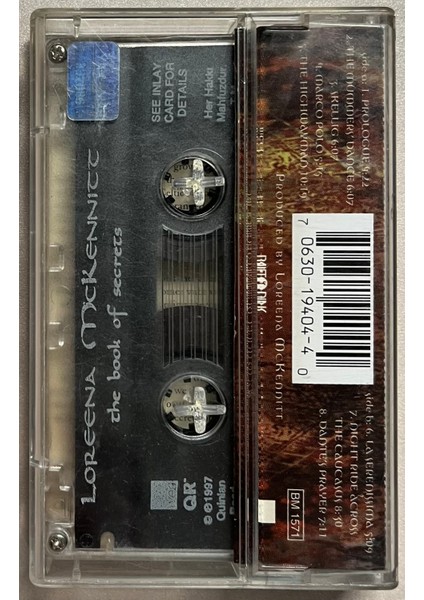 LOREENA McKENNITT
the book of secrets
SEE INLAY
CARD FOR
DETAILS
Her Hakkı
Mahfuzdur
QR
℗©1997
Quinlan
Road
1. PROLOGUE 4:22
2. THE MUMMERS' DANCE 6:07
3. SKELLIG 6:07
4. MARCO POLO 5:15
THE HIGHWAYMAN 10:19
PRODUCED BY LOREENA McKENNITT
7 0630-19404-4 0
side 6. LA SERENISSIMA 5:09
7. NIGHT RIDE ACROSS
THE CAUCASUS 8:30
8. DANTE'S PRAYER 7:11
BM 1571